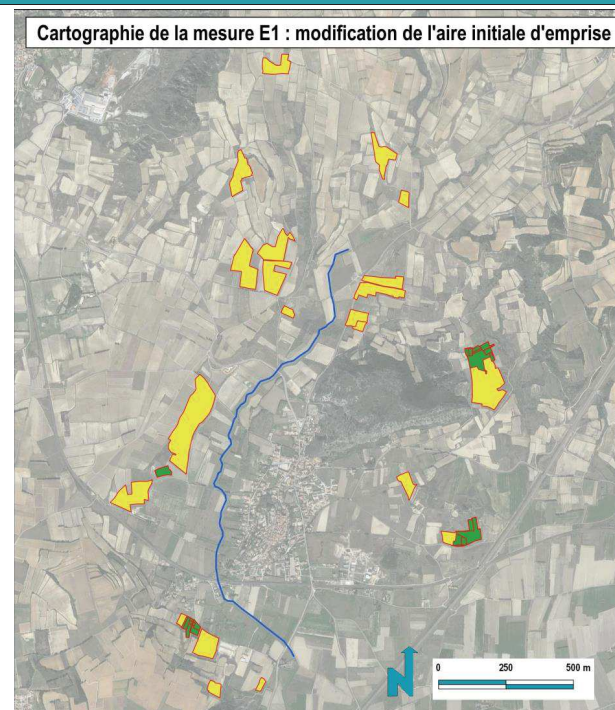 Cartographie de la mesure E1 : modification de l'aire initiale d'emprise
N
0 250 500 m